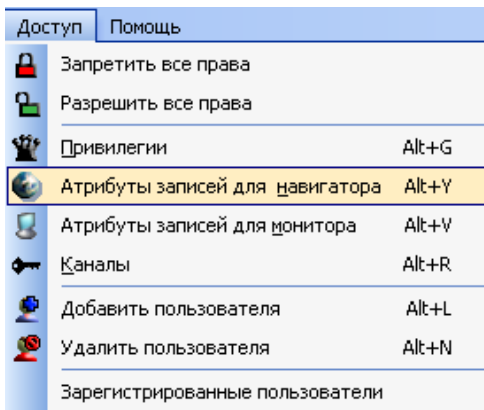 Доступ Помощь
Запретить все права
Разрешить все права
Привилегии Alt+G
Атрибуты записей для навигатора Alt+Y
Атрибуты записей для монитора Alt+V
Каналы Alt+R
Добавить пользователя Alt+L
Удалить пользователя Alt+N
Зарегистрированные пользователи